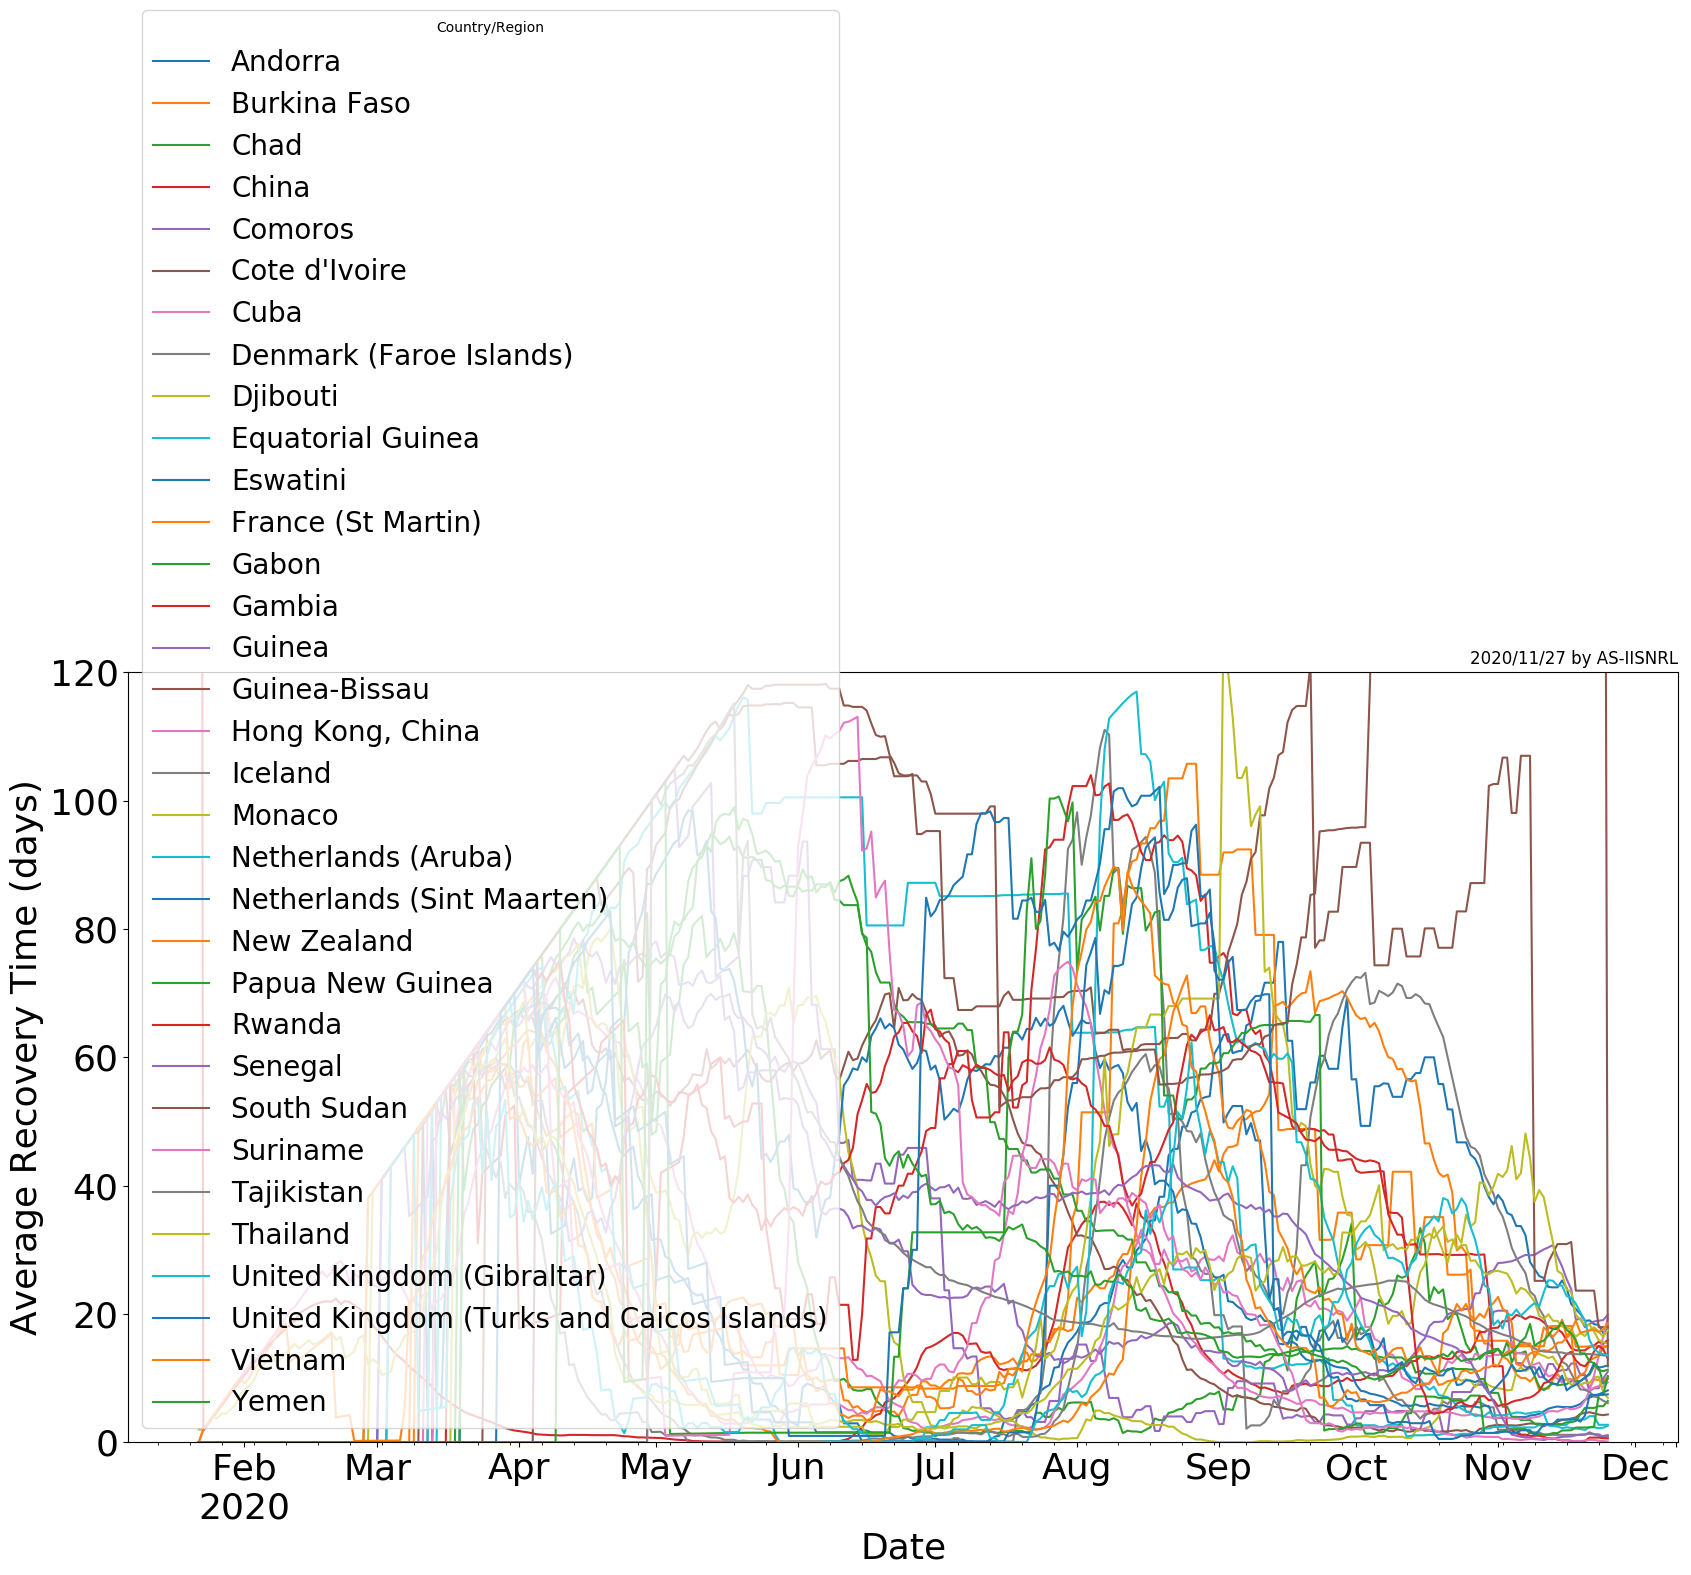 Country/Region
Andorra
Burkina Faso
Chad
China
Comoros
Cote d'Ivoire
Cuba
Denmark (Faroe Islands)
Djibouti
Equatorial Guinea
Eswatini
France (St Martin)
Gabon
Gambia
Guinea
Guinea-Bissau
Hong Kong, China
Iceland
Monaco
Netherlands (Aruba)
Netherlands (Sint Maarten)
New Zealand
Papua New Guinea
Rwanda
Senegal
South Sudan
Suriname
Tajikistan
Thailand
United Kingdom (Gibraltar)
United Kingdom (Turks and Caicos Islands)
Vietnam
Yemen
2020/11/27 by AS-IISNRL
Average Recovery Time (days)
120
100
80
60
40
20
0
Feb Mar Apr May Jun Jul Aug Sep Oct Nov Dec
2020
Date